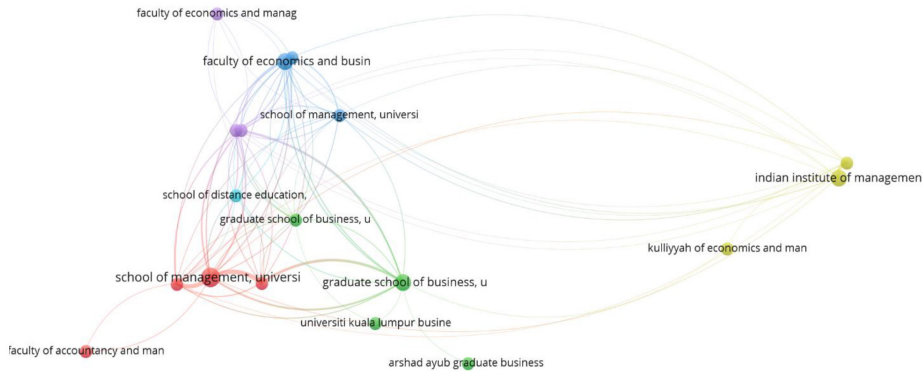 faculty of economics and manag
faculty of economics and busin
school of management, universi
indian institute of managemen
school of distance education,
graduate school of business, u
kulliyyah of economics and man
school of management, universi
graduate school of business, u
universiti kuala lumpur busine
faculty of accountancy and man
arshad ayub graduate business